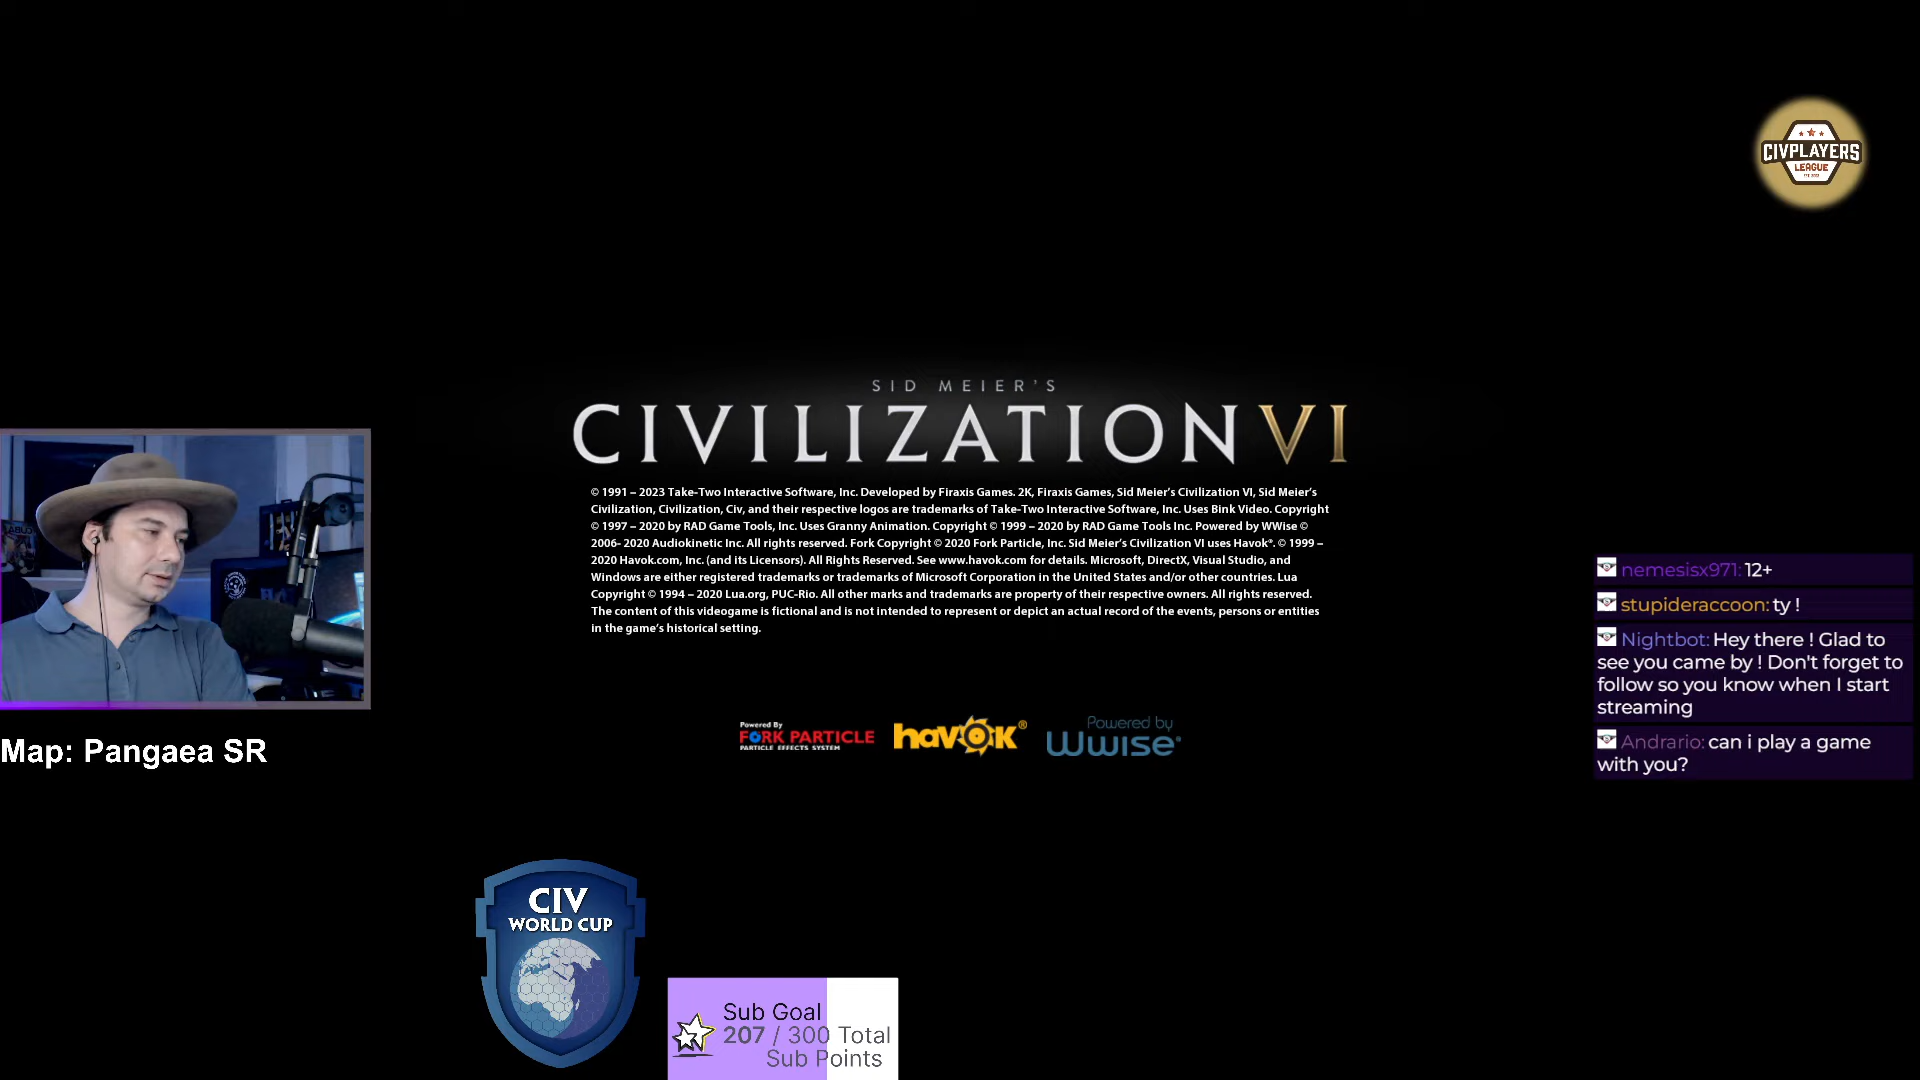 CIVPLAYERS
LEAGUE
SID MEIER'S
CIVILIZATION VI
© 1991 – 2023 Take-Two Interactive Software, Inc. Developed by Firaxis Games. 2K, Firaxis Games, Sid Meier's Civilization VI, Sid Meier's
Civilization, Civilization, Civ, and their respective logos are trademarks of Take-Two Interactive Software, Inc. Uses Bink Video. Copyright
© 1997 – 2020 by RAD Game Tools, Inc. Uses Granny Animation. Copyright © 1999 – 2020 by RAD Game Tools Inc. Powered by WWise ©
2006- 2020 Audiokinetic Inc. All rights reserved. Fork Copyright © 2020 Fork Particle, Inc. Sid Meier's Civilization VI uses Havok®. © 1999 –
2020 Havok.com, Inc. (and its Licensors). All Rights Reserved. See www.havok.com for details. Microsoft, DirectX, Visual Studio, and
Windows are either registered trademarks or trademarks of Microsoft Corporation in the United States and/or other countries. Lua
Copyright © 1994 – 2020 Lua.org, PUC-Rio. All other marks and trademarks are property of their respective owners. All rights reserved.
The content of this videogame is fictional and is not intended to represent or depict an actual record of the events, persons or entities
in the game's historical setting.
Powered By
FORK PARTICLE
PARTICLE EFFECTS SYSTEM
havok®
Powered by
Wwise®
Map: Pangaea SR
nemesisx971: 12+
stupideraccoon: ty !
Nightbot: Hey there ! Glad to
see you came by ! Don't forget to
follow so you know when I start
streaming
Andrario: can i play a game
with you?
CIV
WORLD CUP
Sub Goal
207 / 300 Total
Sub Points